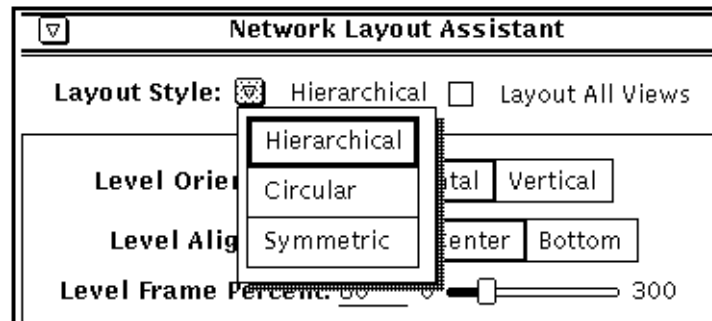 Network Layout Assistant
Layout Style: Hierarchical Layout All Views
Hierarchical
Level Orie tal Vertical
Circular
Level Alig enter Bottom
Symmetric
Level Frame Percent: 0 300